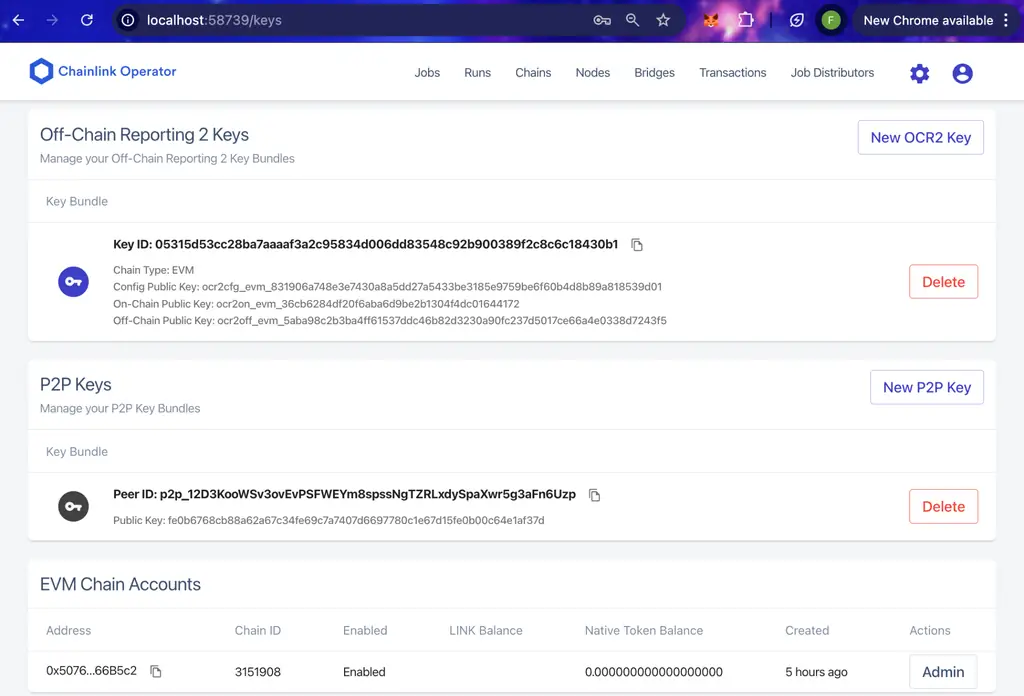 localhost:58739/keys
F
New Chrome available
Chainlink Operator
Jobs Runs Chains Nodes Bridges Transactions Job Distributors
Off-Chain Reporting 2 Keys
New OCR2 Key
Manage your Off-Chain Reporting 2 Key Bundles
Key Bundle
Key ID: 05315d53cc28ba7aaaaf3a2c95834d006dd83548c92b900389f2c8c6c18430b1
Chain Type: EVM
Config Public Key: ocr2cfg_evm_831906a748e3e7430a8a5dd27a5433be3185e9759be6f60b4d8b89a818539d01
On-Chain Public Key: ocr2on_evm_36cb6284df20f6aba6d9be2b1304f4dc01644172
Off-Chain Public Key: ocr2off_evm_5aba98c2b3ba4ff61537ddc46b82d3230a90fc237d5017ce66a4e0338d7243f5
Delete
P2P Keys
New P2P Key
Manage your P2P Key Bundles
Key Bundle
Peer ID: p2p_12D3KooWSv3ovEvPSFWEYm8spssNgTZRLxdySpaXwr5g3aFn6Uzp
Public Key: fe0b6768cb88a62a67c34fe69c7a7407d6697780c1e67d15fe0b00c64e1af37d
Delete
EVM Chain Accounts
Address Chain ID Enabled LINK Balance Native Token Balance Created Actions
0x5076...66B5c2 3151908 Enabled 0.000000000000000000 5 hours ago Admin